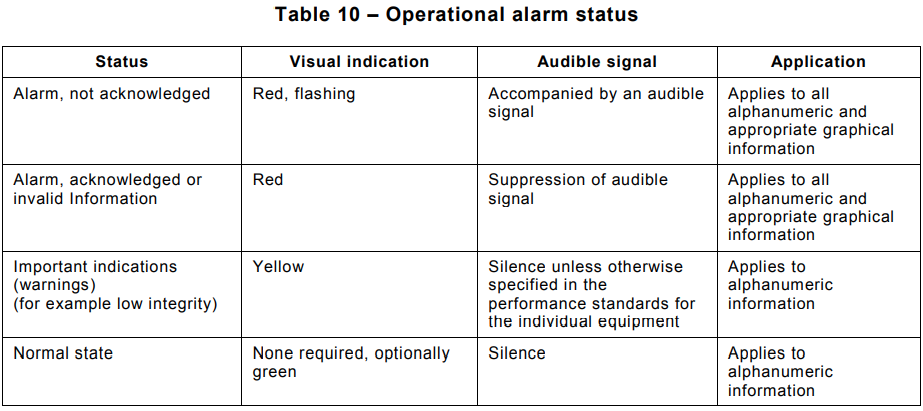 Table 10 – Operational alarm status
Status
Visual indication
Audible signal
Application
Alarm, not acknowledged
Red, flashing
Accompanied by an audible
signal
Applies to all
alphanumeric and
appropriate graphical
information
Alarm, acknowledged or
invalid Information
Red
Suppression of audible
signal
Applies to all
alphanumeric and
appropriate graphical
information
Important indications
(warnings)
(for example low integrity)
Yellow
Silence unless otherwise
specified in the
performance standards for
the individual equipment
Applies to
alphanumeric
information
Normal state
None required, optionally
green
Silence
Applies to
alphanumeric
information